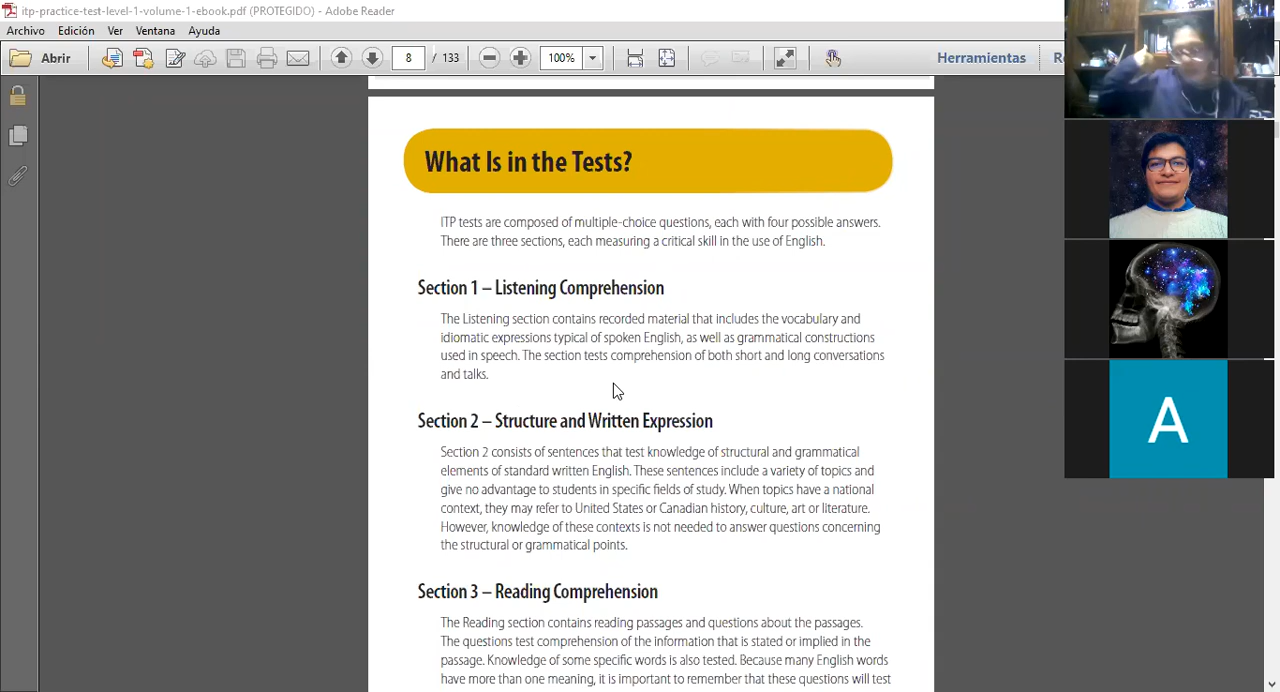 itp-practice-test-level-1-volume-1-ebook.pdf (PROTEGIDO) - Adobe Reader
Archivo Edición Ver Ventana Ayuda
Abrir 8 / 133 100% Herramientas
What Is in the Tests?
ITP tests are composed of multiple-choice questions, each with four possible answers.
There are three sections, each measuring a critical skill in the use of English.
Section 1 – Listening Comprehension
The Listening section contains recorded material that includes the vocabulary and
idiomatic expressions typical of spoken English, as well as grammatical constructions
used in speech. The section tests comprehension of both short and long conversations
and talks.
Section 2 – Structure and Written Expression
Section 2 consists of sentences that test knowledge of structural and grammatical
elements of standard written English. These sentences include a variety of topics and
give no advantage to students in specific fields of study. When topics have a national
context, they may refer to United States or Canadian history, culture, art or literature.
However, knowledge of these contexts is not needed to answer questions concerning
the structural or grammatical points.
Section 3 – Reading Comprehension
The Reading section contains reading passages and questions about the passages.
The questions test comprehension of the information that is stated or implied in the
passage. Knowledge of some specific words is also tested. Because many English words
have more than one meaning, it is important to remember that these questions will test
A